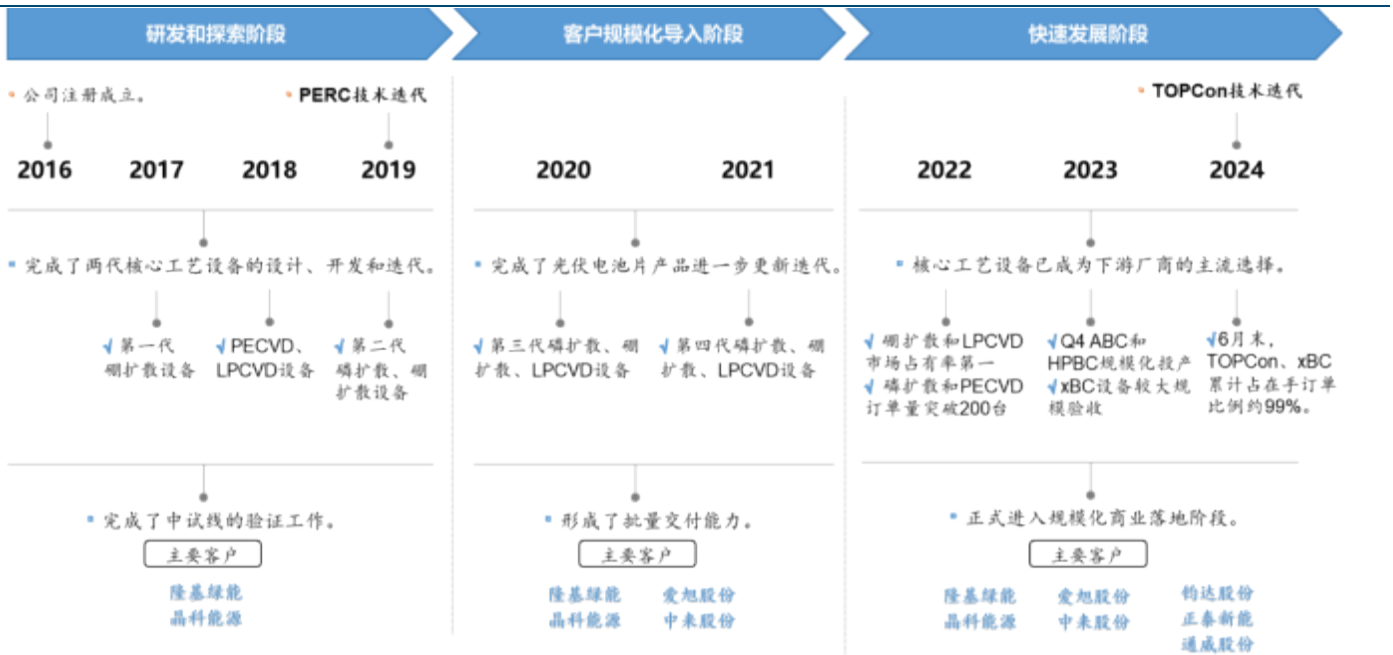 研发和探索阶段
客户规模化导入阶段
快速发展阶段
公司注册成立。
PERC技术迭代
TOPCon技术迭代
2016
2017
2018
2019
2020
2021
2022
2023
2024
完成了两代核心工艺设备的设计、开发和迭代。
完成了光伏电池片产品进一步更新迭代。
核心工艺设备已成为下游厂商的主流选择。
√ 第一代
硼扩散设备
√ PECVD、
LPCVD设备
√ 第二代
磷扩散、硼
扩散设备
√ 第三代磷扩散、硼
扩散、LPCVD设备
√ 第四代磷扩散、硼
扩散、LPCVD设备
√ 硼扩散和LPCVD
市场占有率第一
√ 磷扩散和PECVD
订单量突破200台
√ Q4 ABC和
HPBC规模化投产
√ xBC设备较大规
模验收
√ 6月末，
TOPCon、xBC
累计占在手订单
比例约99%。
完成了中试线的验证工作。
形成了批量交付能力。
正式进入规模化商业落地阶段。
主要客户
主要客户
主要客户
隆基绿能
晶科能源
隆基绿能
晶科能源
爱旭股份
中来股份
隆基绿能
晶科能源
爱旭股份
中来股份
钧达股份
正泰新能
通威股份